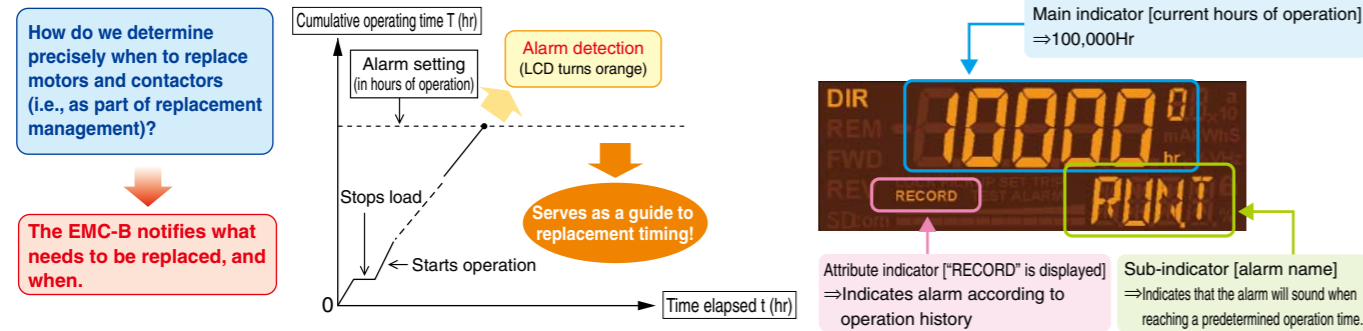 How do we determine
precisely when to replace
motors and contactors
(i.e., as part of replacement
management)?
The EMC-B notifies what
needs to be replaced, and
when.
Cumulative operating time T (hr)
Alarm setting
(in hours of operation)
Alarm detection
(LCD turns orange)
Stops load
Starts operation
Serves as a guide to
replacement timing!
0
Time elapsed t (hr)
Main indicator [current hours of operation]
⇒100,000Hr
DIR
REM
FWD
REV
SD.com
10000 0
hr
RECORD
RUN.T
Attribute indicator ["RECORD" is displayed]
⇒Indicates alarm according to
operation history
Sub-indicator [alarm name]
⇒Indicates that the alarm will sound when
reaching a predetermined operation time.